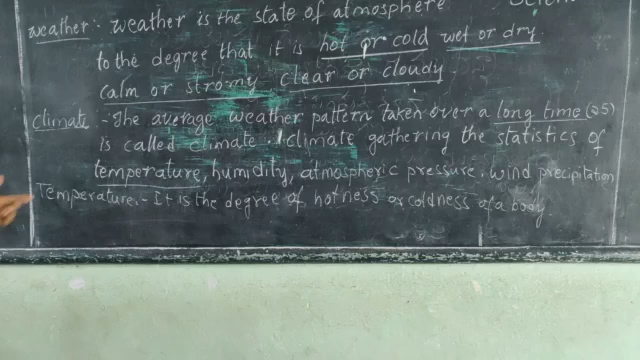 Weather:- weather is the state of atmosphere
to the degree that it is hot or cold wet or dry
calm or stromy clear or cloudy.
Climate:- The average weather pattern taken over a long time (25)
is called climate. climate gathering the statistics of
temperature, humidity, atmospheric pressure, wind precipitation
Temperature:- It is the degree of hotness or coldness of a body.